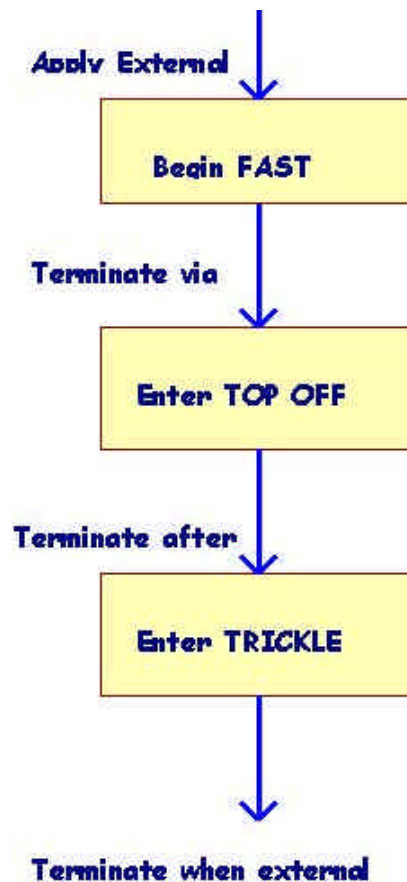 Apply External
Begin FAST
Terminate via
Enter TOP OFF
Terminate after
Enter TRICKLE
Terminate when external